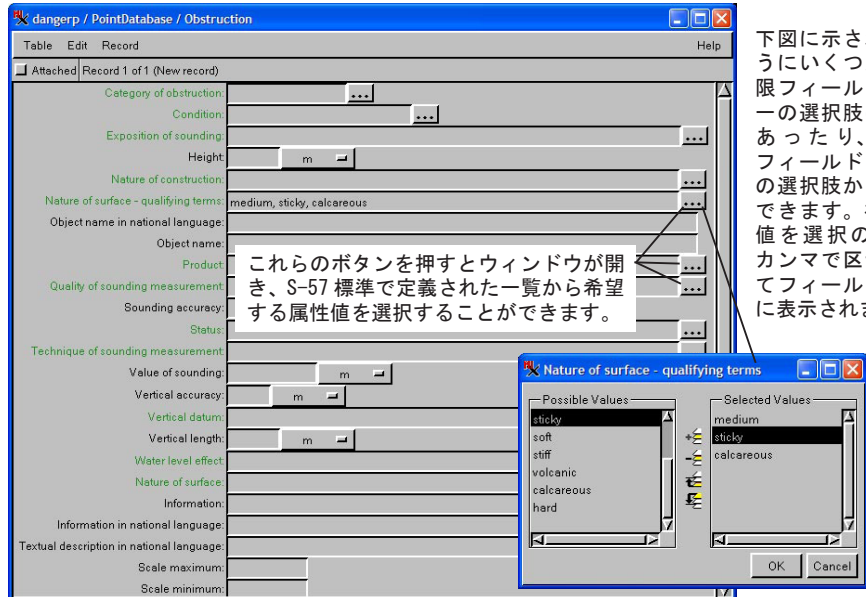 dangerp / PointDatabase / Obstruction
Table Edit Record Help
Attached Record 1 of 1 (New record)
Category of obstruction: ...
Condition: ...
Exposition of sounding: ...
Height: m
Nature of construction: ...
Nature of surface - qualifying terms: medium, sticky, calcareous ...
Object name in national language:
Object name:
Product: ...
Quality of sounding measurement: ...
Sounding accuracy:
Status: ...
Technique of sounding measurement:
Value of sounding: m
Vertical accuracy: m
Vertical datum:
Vertical length: m
Water level effect:
Nature of surface:
Information:
Information in national language:
Textual description in national language:
Scale maximum:
Scale minimum:
これらのボタンを押すとウィンドウが開
き、S-57 標準で定義された一覧から希望
する属性値を選択することができます。
Nature of surface - qualifying terms
Possible Values
sticky
soft
stiff
volcanic
calcareous
hard
Selected Values
medium
sticky
calcareous
OK Cancel
下図に示さ
うにいくつ
限フィール
ーの選択肢
あったり、
フィールド
の選択肢か
できます。
値を選択の
カンマで区
てフィール
に表示され